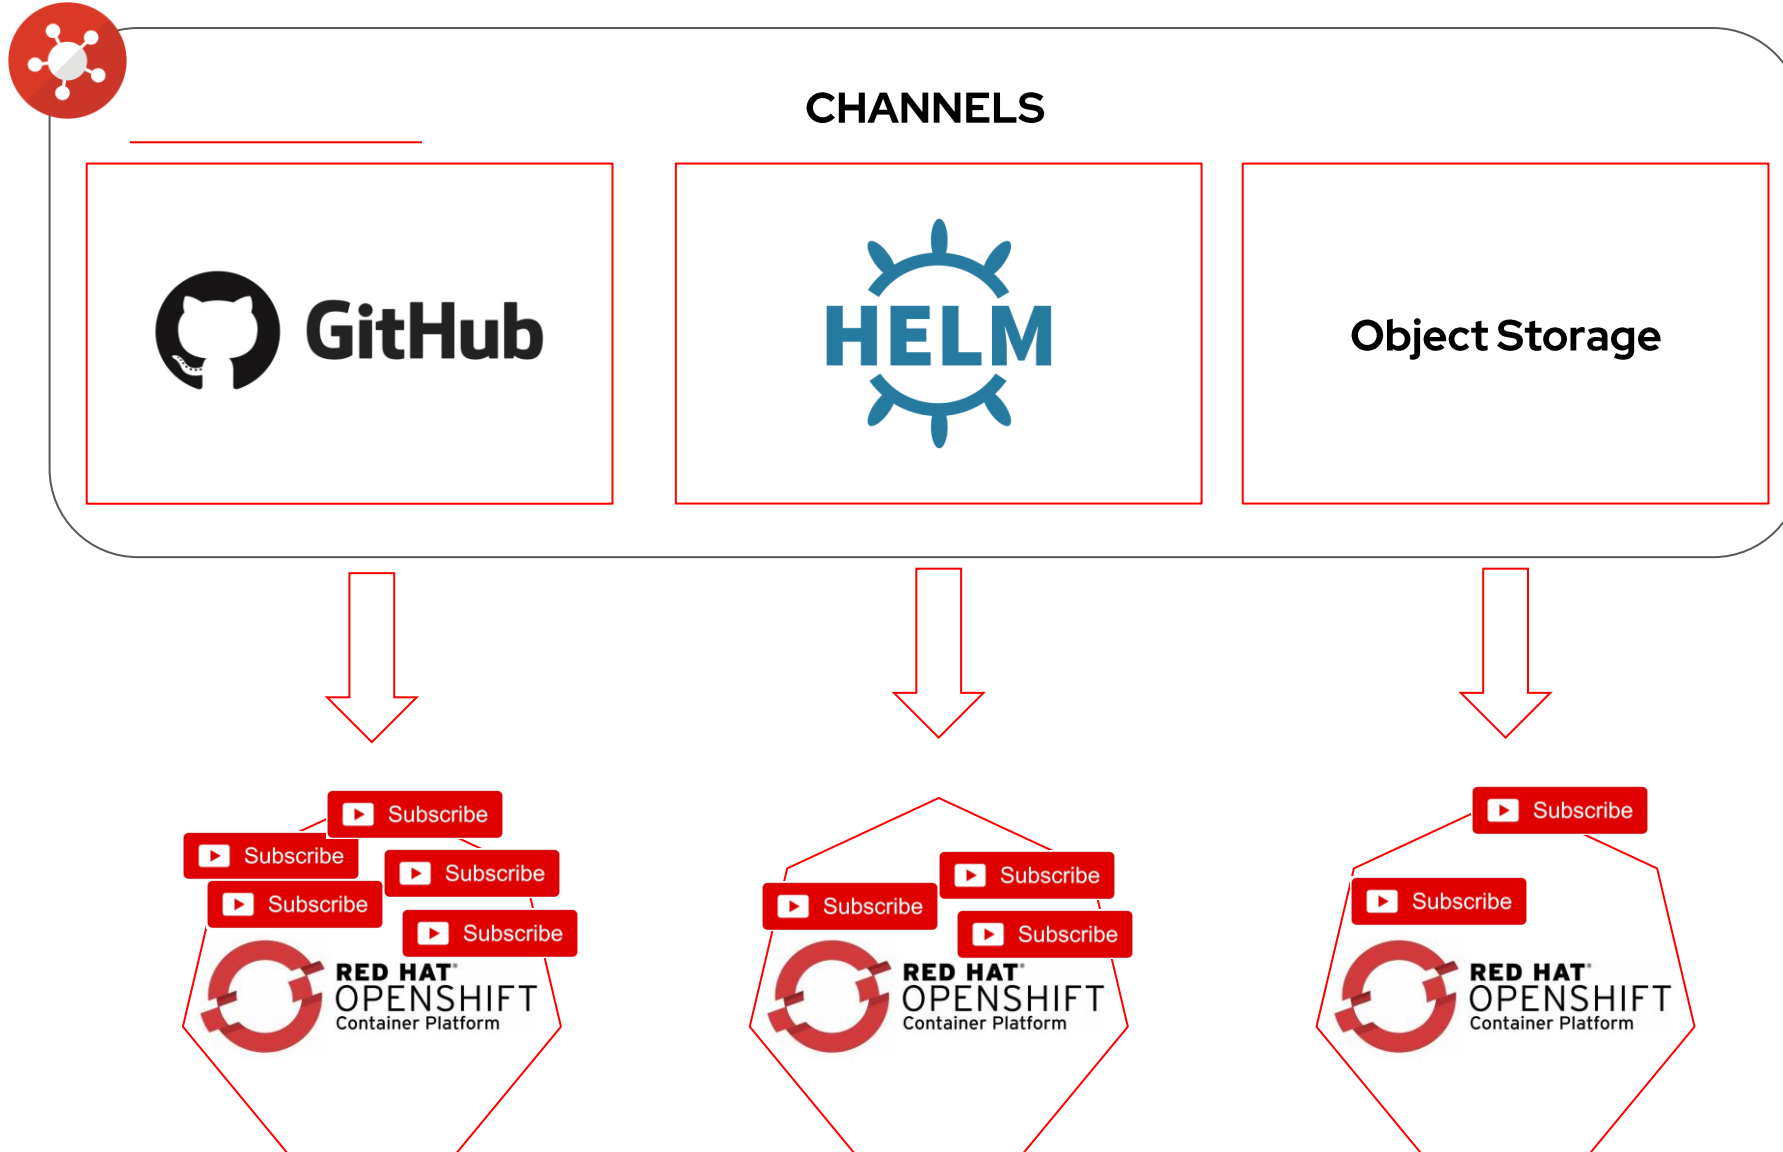 CHANNELS
GitHub
HELM
Object Storage
Subscribe
Subscribe
Subscribe
Subscribe
Subscribe
RED HAT®
OPENSHIFT
Container Platform
Subscribe
Subscribe
Subscribe
RED HAT®
OPENSHIFT
Container Platform
Subscribe
Subscribe
RED HAT®
OPENSHIFT
Container Platform